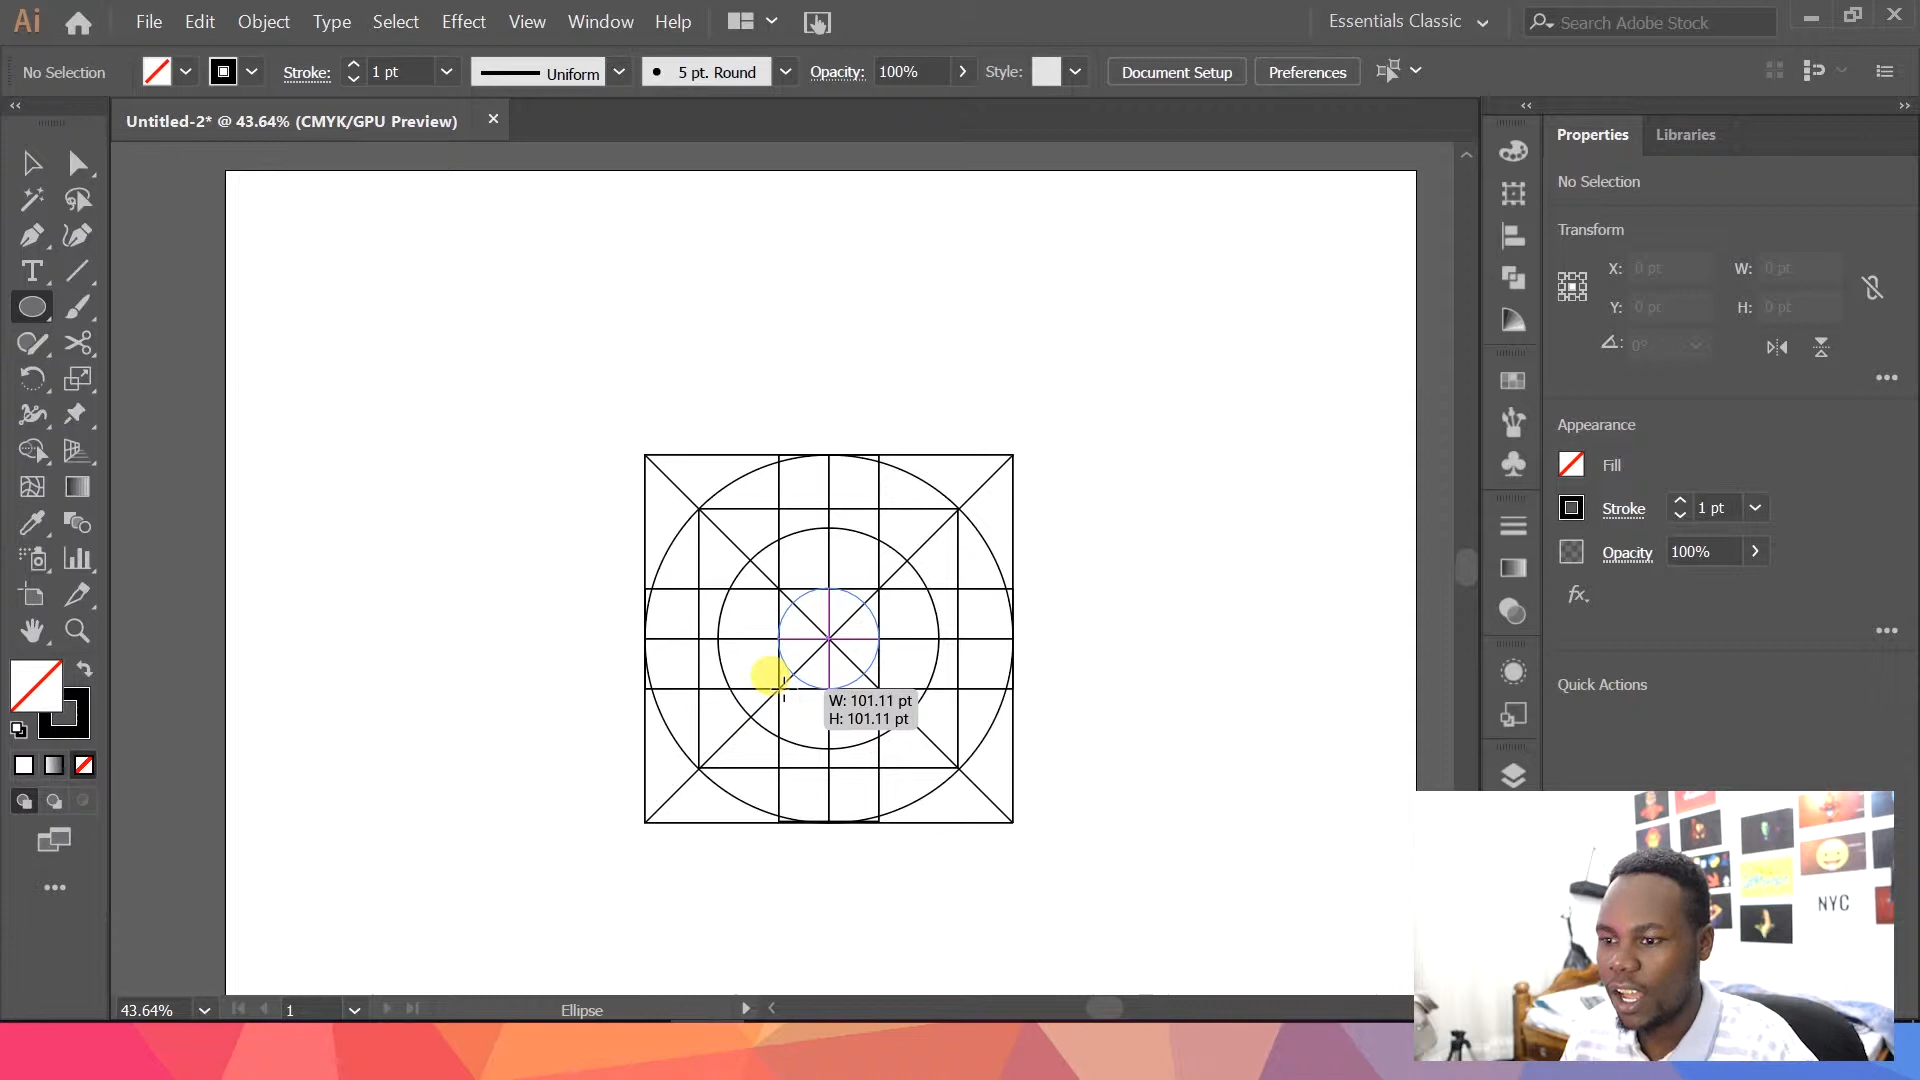 Ai File Edit Object Type Select Effect View Window Help Essentials Classic Search Adobe Stock
No Selection Stroke: 1 pt Uniform 5 pt. Round Opacity: 100% Style: Document Setup Preferences
Untitled-2* @ 43.64% (CMYK/GPU Preview)
Properties Libraries
No Selection
Transform
X: 0 pt W: 0 pt
Y: 0 pt H: 0 pt
0°
Appearance
Fill
Stroke 1 pt
Opacity 100%
fx.
Quick Actions
W: 101.11 pt
H: 101.11 pt
NYC
43.64% 1 Ellipse